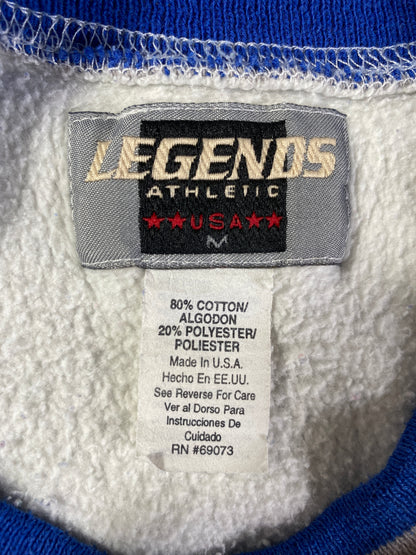 LEGENDS
ATHLETIC
★★USA★★
M
80% COTTON/
ALGODON
20% POLYESTER/
POLIESTER
Made In U.S.A.
Hecho En EE.UU.
See Reverse For Care
Ver al Dorso Para
Instrucciones De
Cuidado
RN #69073